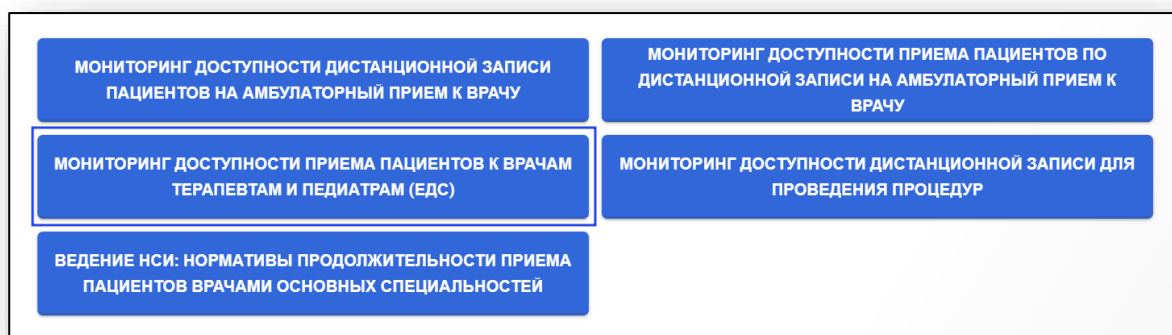 МОНИТОРИНГ ДОСТУПНОСТИ ДИСТАНЦИОННОЙ ЗАПИСИ
ПАЦИЕНТОВ НА АМБУЛАТОРНЫЙ ПРИЕМ К ВРАЧУ
МОНИТОРИНГ ДОСТУПНОСТИ ПРИЕМА ПАЦИЕНТОВ ПО
ДИСТАНЦИОННОЙ ЗАПИСИ НА АМБУЛАТОРНЫЙ ПРИЕМ К
ВРАЧУ
МОНИТОРИНГ ДОСТУПНОСТИ ПРИЕМА ПАЦИЕНТОВ К ВРАЧАМ
ТЕРАПЕВТАМ И ПЕДИАТРАМ (ЕДС)
МОНИТОРИНГ ДОСТУПНОСТИ ДИСТАНЦИОННОЙ ЗАПИСИ ДЛЯ
ПРОВЕДЕНИЯ ПРОЦЕДУР
ВЕДЕНИЕ НСИ: НОРМАТИВЫ ПРОДОЛЖИТЕЛЬНОСТИ ПРИЕМА
ПАЦИЕНТОВ ВРАЧАМИ ОСНОВНЫХ СПЕЦИАЛЬНОСТЕЙ